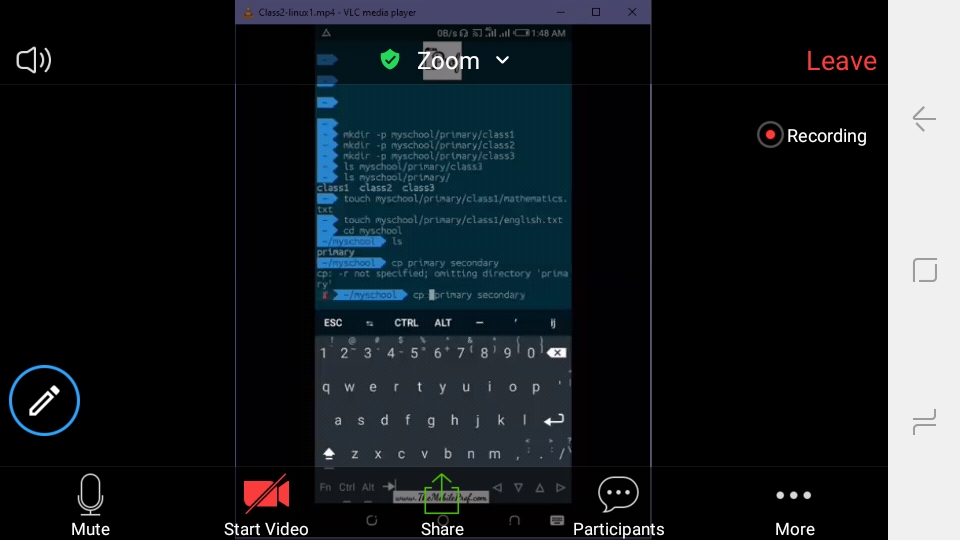 Class2-linux1.mp4 - VLC media player
0B/s 1:48 AM
Zoom
Leave
Recording
mkdir -p myschool/primary/class1
mkdir -p myschool/primary/class2
mkdir -p myschool/primary/class3
ls myschool/primary/class3
ls myschool/primary/
class1 class2 class3
touch myschool/primary/class1/mathematics.
txt
touch myschool/primary/class1/english.txt
cd myschool
~/myschool ls
primary
~/myschool cp primary secondary
cp: -r not specified; omitting directory 'prima
ry'
✘ ~/myschool cp primary secondary
ESC CTRL ALT – ' ij
1 2 3 4 5 6 7 8 9 0
q w e r t y u i o p '
a s d f g h j k l
z x c v b n m , . /
Fn Ctrl Alt
www.TheMobileProf.com
Mute
Start Video
Share
Participants
More